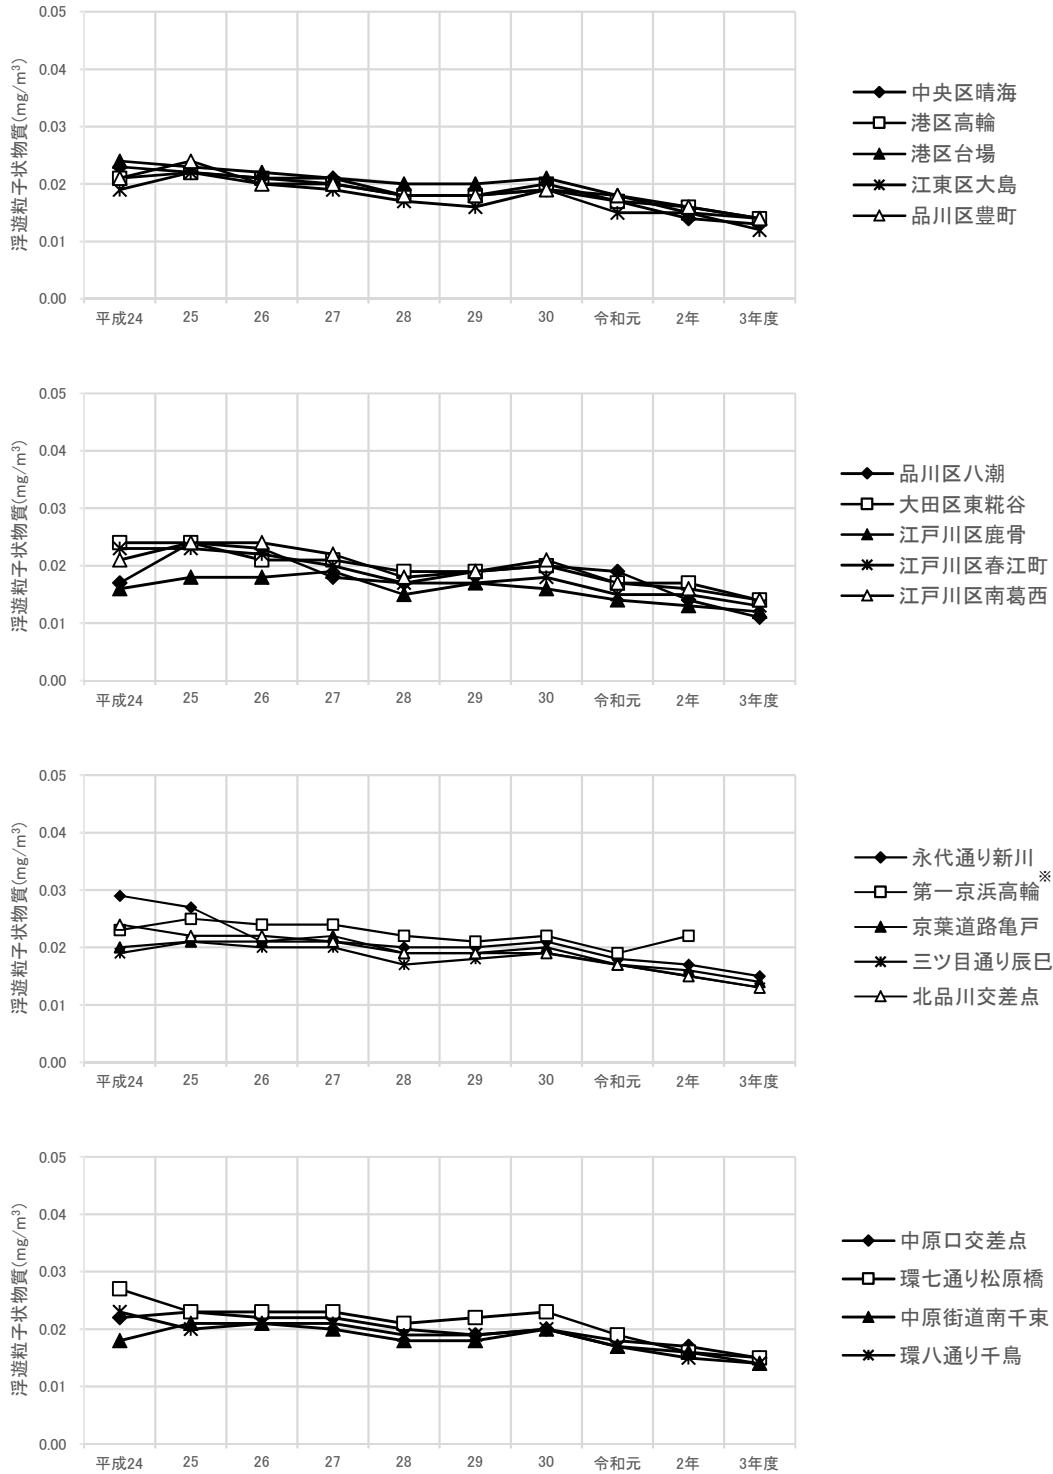 浮遊粒子状物質(mg/m³)
0.05
0.04
0.03
0.02
0.01
0.00
平成24 25 26 27 28 29 30 令和元 2年 3年度
中央区晴海
港区高輪
港区台場
江東区大島
品川区豊町
浮遊粒子状物質(mg/m³)
0.05
0.04
0.03
0.02
0.01
0.00
平成24 25 26 27 28 29 30 令和元 2年 3年度
品川区八潮
大田区東糀谷
江戸川区鹿骨
江戸川区春江町
江戸川区南葛西
浮遊粒子状物質(mg/m³)
0.05
0.04
0.03
0.02
0.01
0.00
平成24 25 26 27 28 29 30 令和元 2年 3年度
永代通り新川
第一京浜高輪※
京葉道路亀戸
三ツ目通り辰巳
北品川交差点
浮遊粒子状物質(mg/m³)
0.05
0.04
0.03
0.02
0.01
0.00
平成24 25 26 27 28 29 30 令和元 2年 3年度
中原口交差点
環七通り松原橋
中原街道南千束
環八通り千鳥